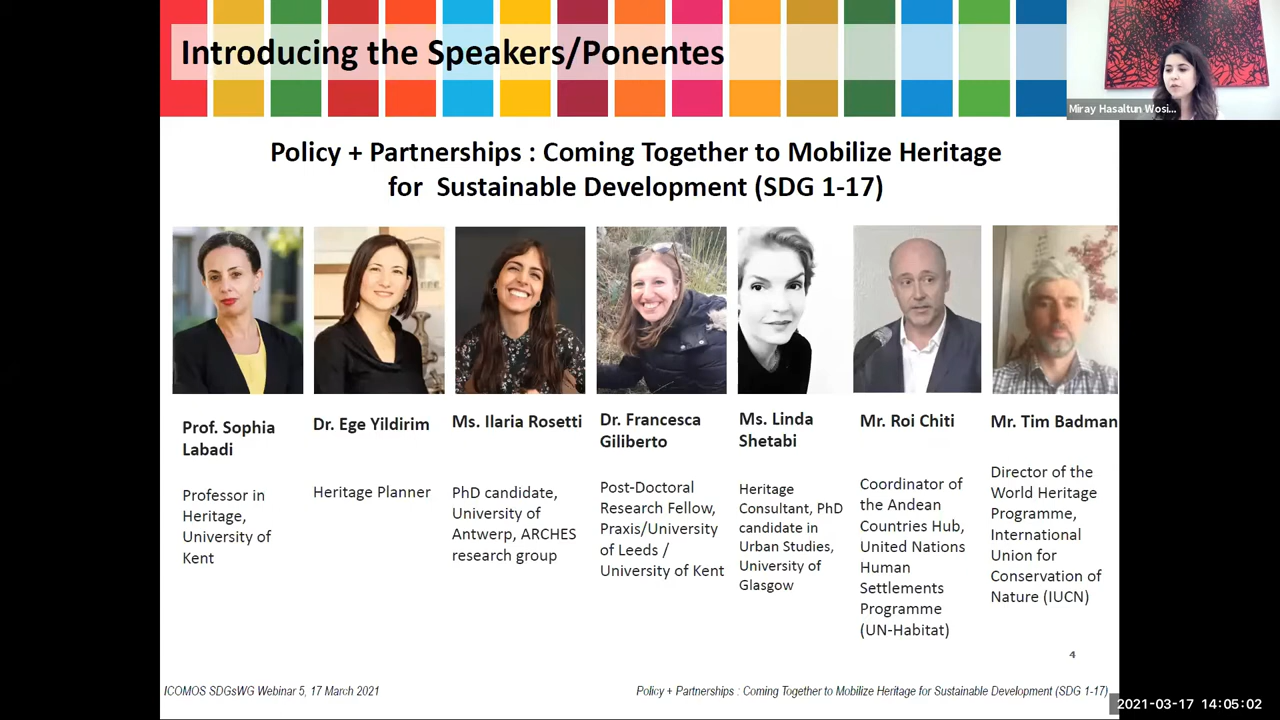 Introducing the Speakers/Ponentes
Miray Hasaltun Wosi...
Policy + Partnerships : Coming Together to Mobilize Heritage
for Sustainable Development (SDG 1-17)
Prof. Sophia
Labadi
Professor in
Heritage,
University of
Kent
Dr. Ege Yildirim
Heritage Planner
Ms. Ilaria Rosetti
PhD candidate,
University of
Antwerp, ARCHES
research group
Dr. Francesca
Giliberto
Post-Doctoral
Research Fellow,
Praxis/University
of Leeds /
University of Kent
Ms. Linda
Shetabi
Heritage
Consultant, PhD
candidate in
Urban Studies,
University of
Glasgow
Mr. Roi Chiti
Coordinator of
the Andean
Countries Hub,
United Nations
Human
Settlements
Programme
(UN-Habitat)
Mr. Tim Badman
Director of the
World Heritage
Programme,
International
Union for
Conservation of
Nature (IUCN)
4
ICOMOS SDGsWG Webinar 5, 17 March 2021
Policy + Partnerships : Coming Together to Mobilize Heritage for Sustainable Development (SDG 1-17)
2021-03-17 14:05:02